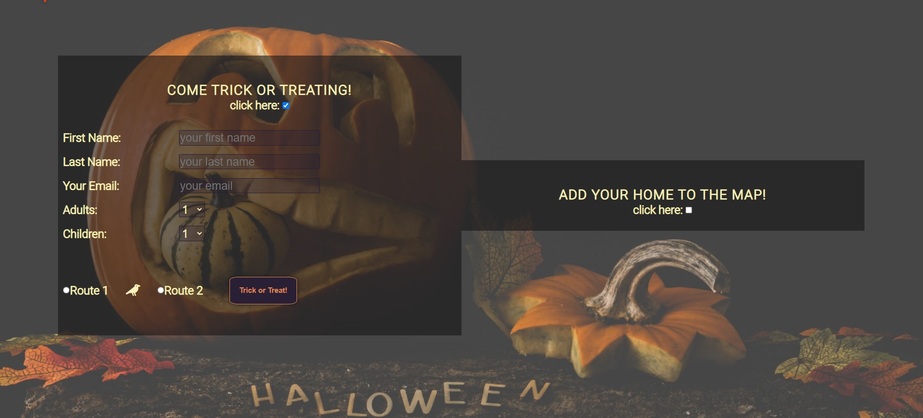 COME TRICK OR TREATING!
click here:
First Name:
your first name
Last Name:
your last name
Your Email:
your email
Adults:
1
Children:
1
Route 1
Route 2
Trick or Treat!
ADD YOUR HOME TO THE MAP!
click here:
HALLOWEEN